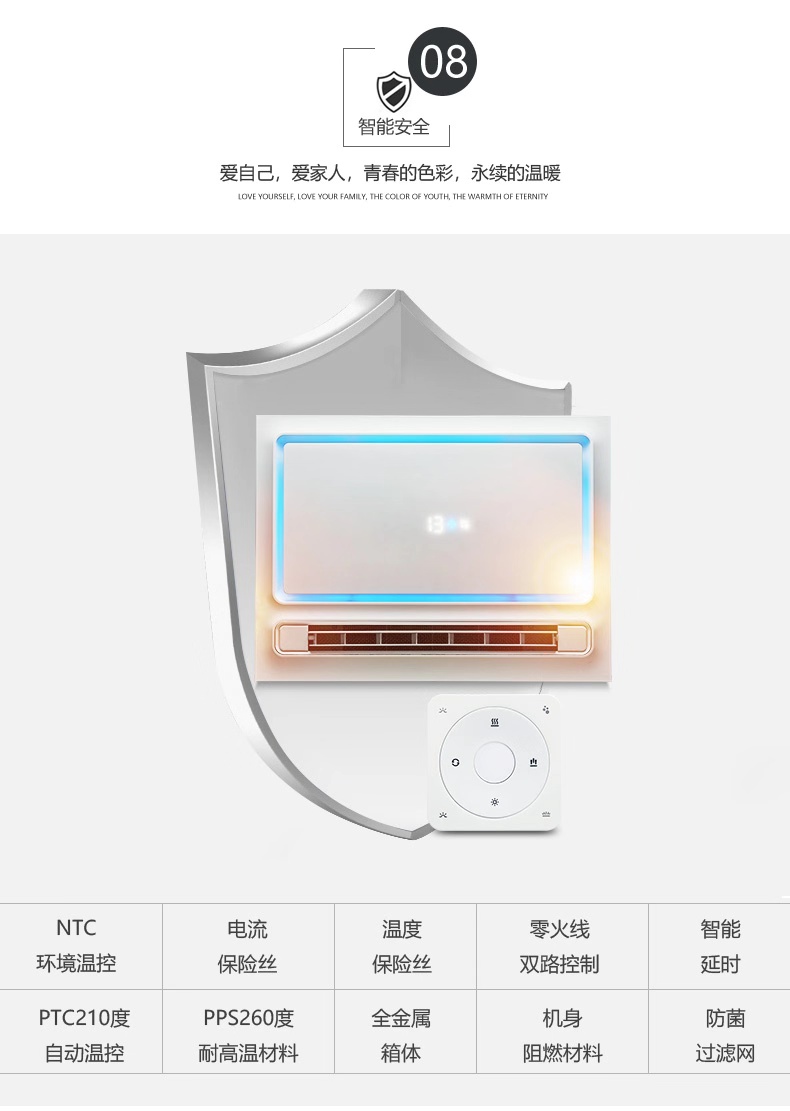 08
智能安全
爱自己，爱家人，青春的色彩，永续的温暖
LOVE YOURSELF, LOVE YOUR FAMILY, THE COLOR OF YOUTH, THE WARMTH OF ETERNITY
NTC
环境温控
电流
保险丝
温度
保险丝
零火线
双路控制
智能
延时
PTC210度
自动温控
PPS260度
耐高温材料
全金属
箱体
机身
阻燃材料
防菌
过滤网